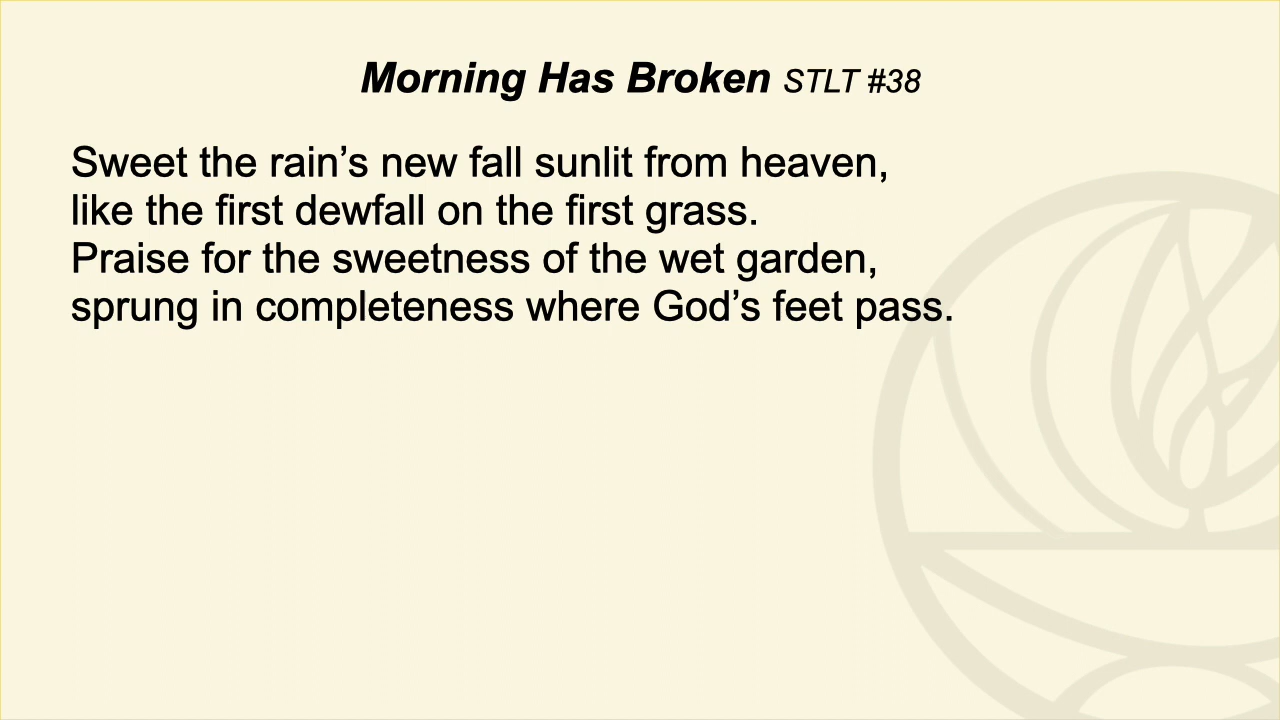 Morning Has Broken STLT #38
Sweet the rain’s new fall sunlit from heaven,
like the first dewfall on the first grass.
Praise for the sweetness of the wet garden,
sprung in completeness where God’s feet pass.